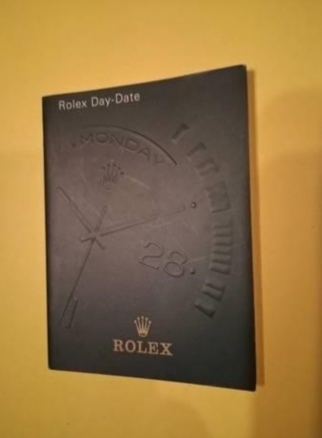 Rolex Day-Date
MONDAY
28
ROLEX